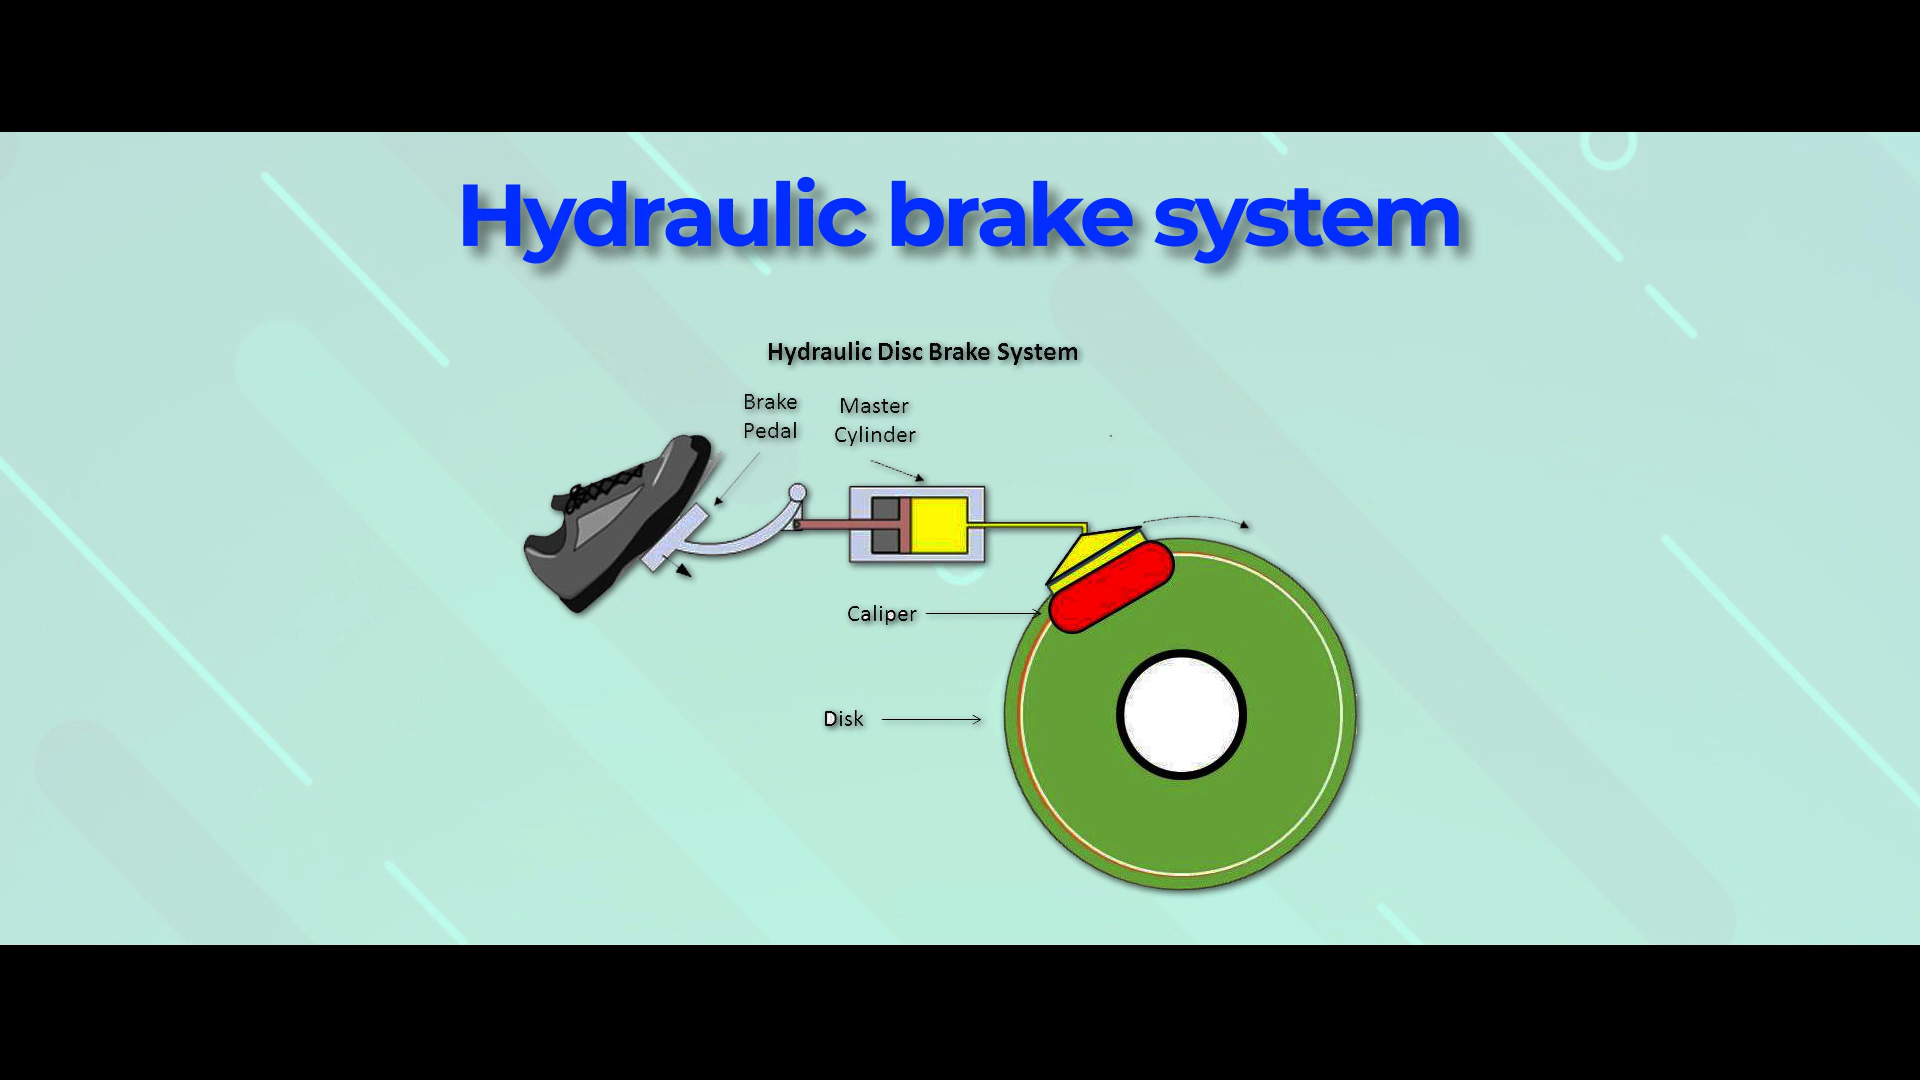 Hydraulic brake system
Hydraulic Disc Brake System
Brake
Pedal
Master
Cylinder
Caliper
Disk